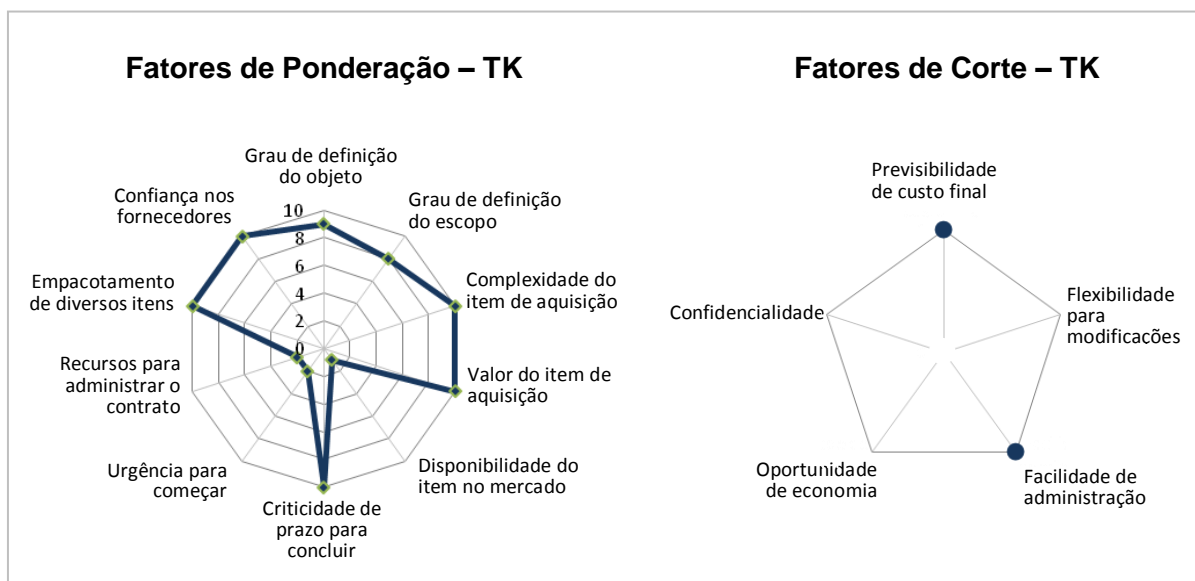 Fatores de Ponderação – TK
Grau de definição
do objeto
Grau de definição
do escopo
Complexidade do
item de aquisição
Valor do item de
aquisição
Disponibilidade do
item no mercado
Criticidade de
prazo para
concluir
Urgência para
começar
Recursos para
administrar o
contrato
Empacotamento
de diversos itens
Confiança nos
fornecedores
10
8
6
4
2
0
Fatores de Corte – TK
Previsibilidade
de custo final
Flexibilidade
para
modificações
Facilidade de
administração
Oportunidade
de economia
Confidencialidade